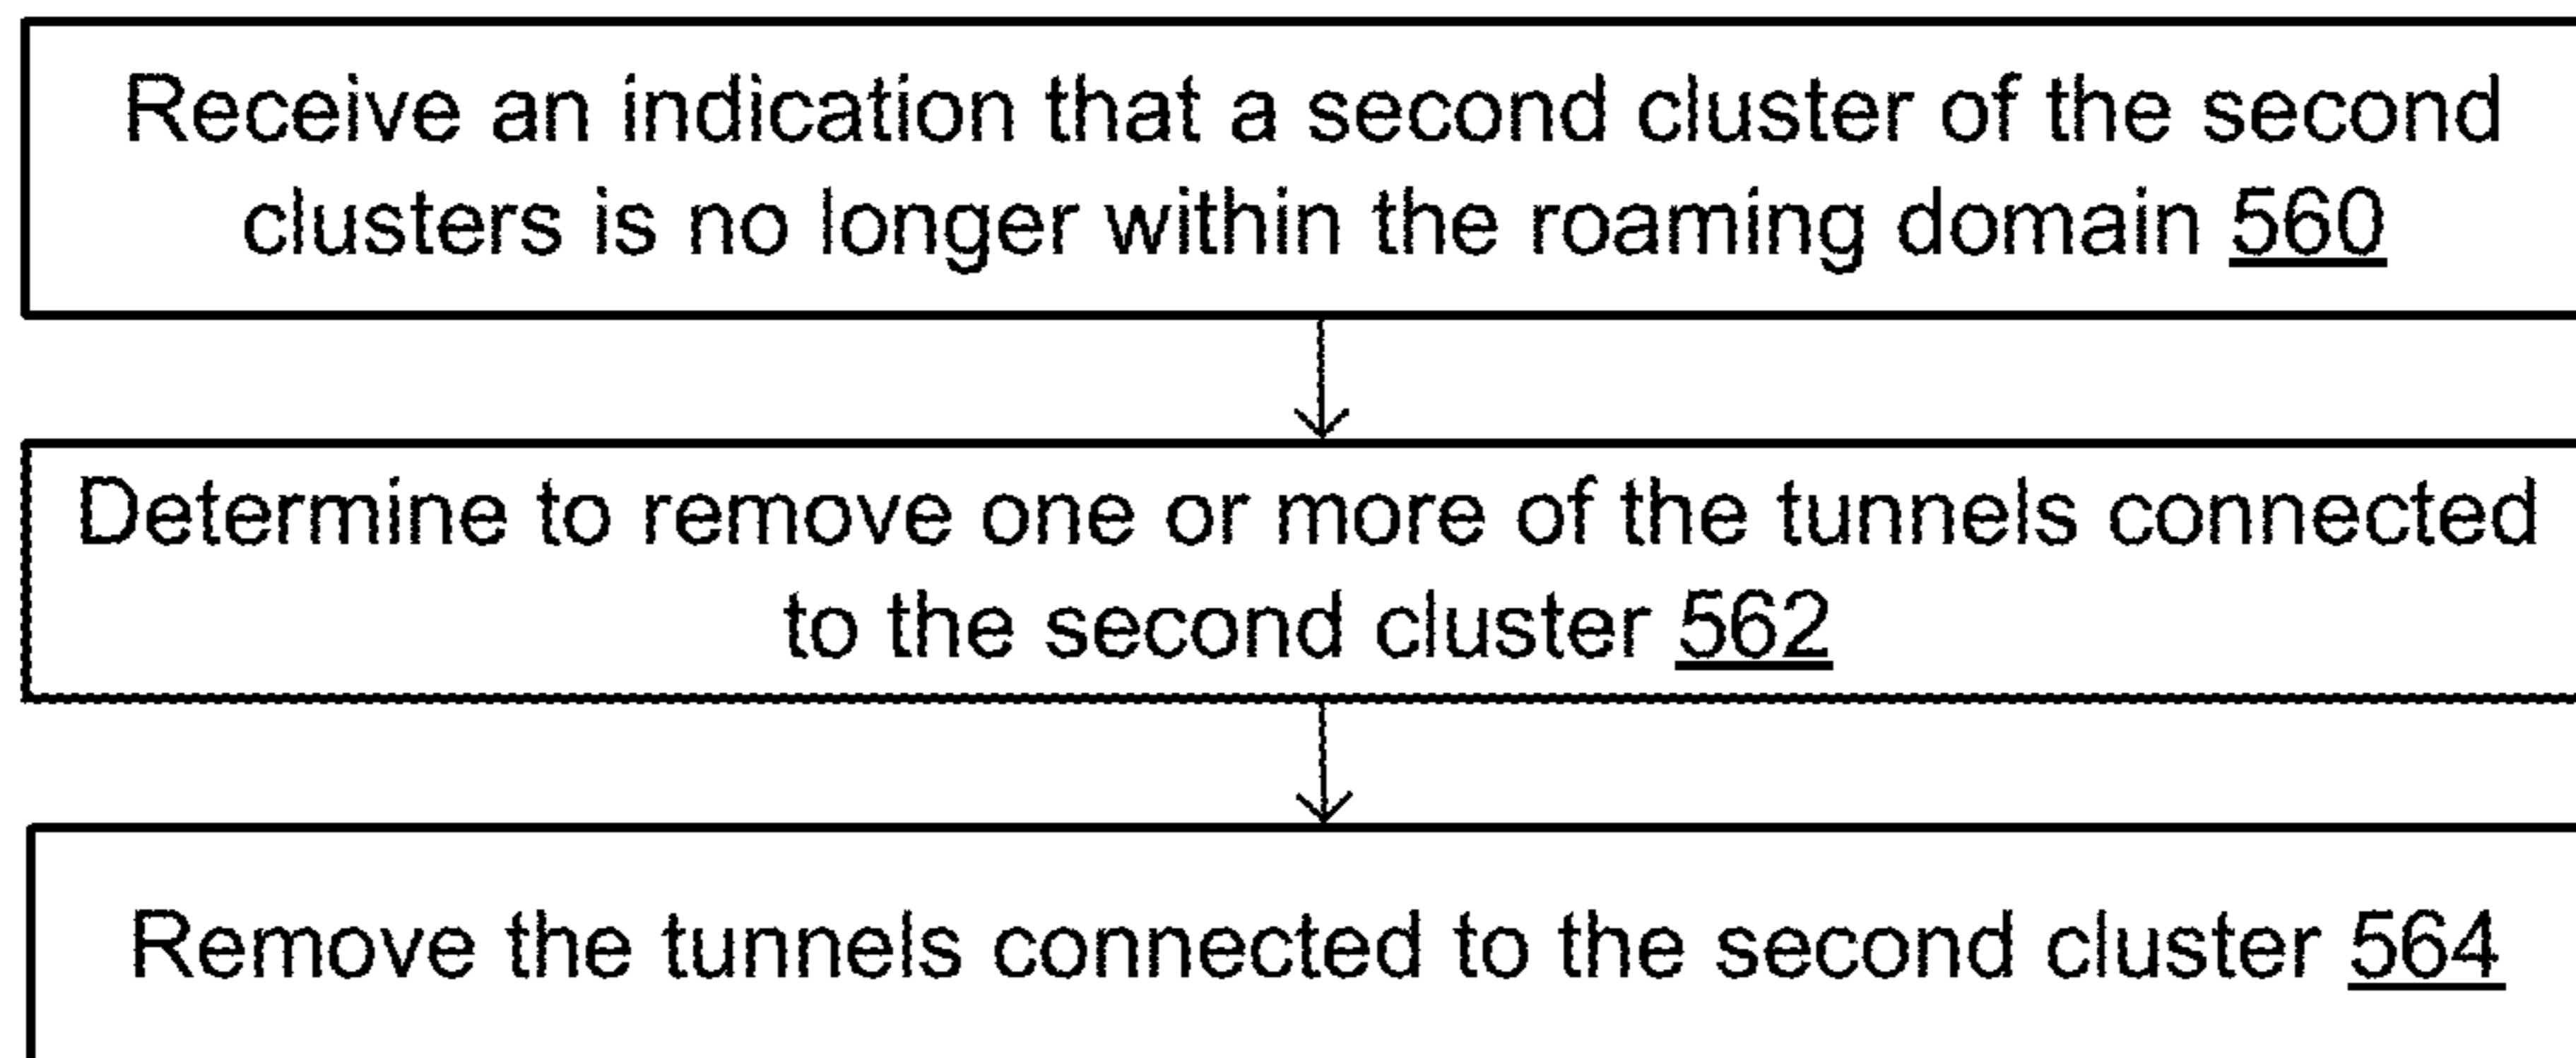 Receive an indication that a second cluster of the second
clusters is no longer within the roaming domain 560
Determine to remove one or more of the tunnels connected
to the second cluster 562
Remove the tunnels connected to the second cluster 564